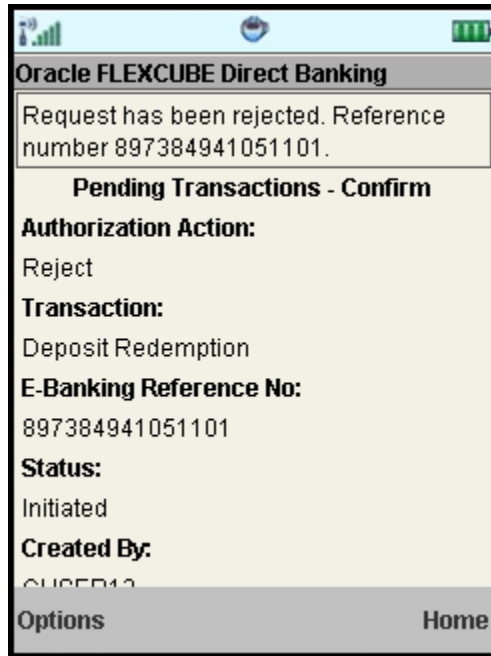 Oracle FLEXCUBE Direct Banking
Request has been rejected. Reference
number 897384941051101.
Pending Transactions - Confirm
Authorization Action:
Reject
Transaction:
Deposit Redemption
E-Banking Reference No:
897384941051101
Status:
Initiated
Created By:
Options
Home